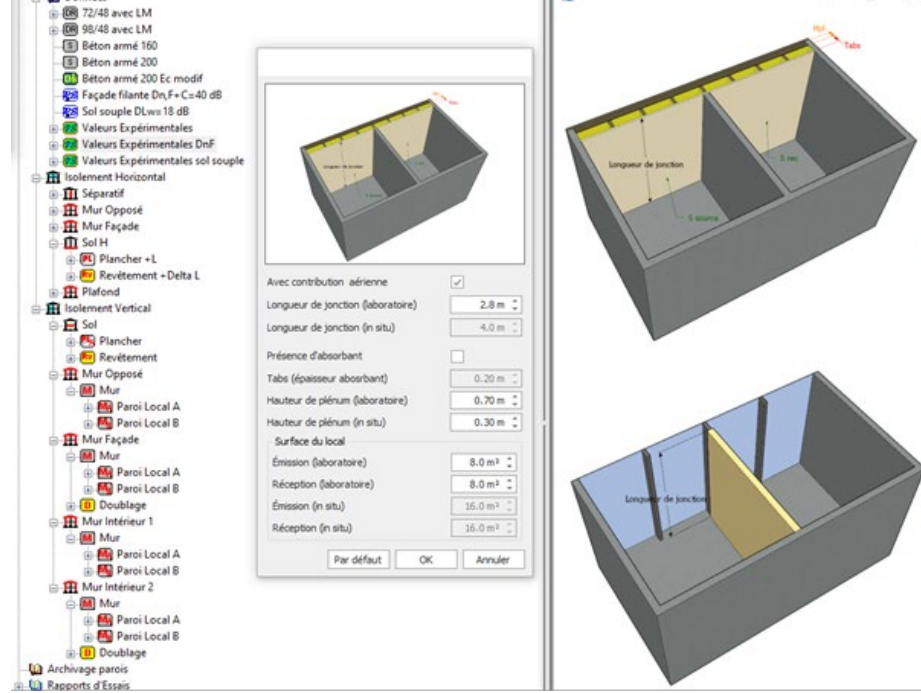 72/48 avec LM
98/49 avec LM
Béton armé 160
Béton armé 200
Béton armé 200 Ec modif
Façade filante Dn,F+C=40 dB
Sol souple DLw=18 dB
Valeurs Expérimentales
Valeurs Expérimentales DnF
Valeurs Expérimentales sol souple
Isolement Horizontal
Séparatif
Mur Opposé
Mur Façade
Sol H
Plancher +L
Revêtement +Delta L
Plafond
Isolement Vertical
Sol
Plancher
Revêtement
Mur Opposé
Mur
Paroi Local A
Paroi Local B
Mur Façade
Mur
Paroi Local A
Paroi Local B
Doublage
Mur Intérieur 1
Mur
Paroi Local A
Paroi Local B
Mur Intérieur 2
Mur
Paroi Local A
Paroi Local B
Doublage
Archivage parois
Rapports d'Essais
Longueur de jonction
Avec contribution aérienne
Longueur de jonction (laboratoire) 2.8 m
Longueur de jonction (in situ) 4.0 m
Présence d'absorbant
Tabs (épaisseur abosrbant) 0.20 m
Hauteur de plénum (laboratoire) 0.70 m
Hauteur de plénum (in situ) 0.30 m
Surface du local
Émission (laboratoire) 8.0 m²
Réception (laboratoire) 8.0 m²
Émission (in situ) 16.0 m²
Réception (in situ) 16.0 m²
Par défaut OK Annuler
Hpl
Tabs
Longueur de jonction
S rec
S source
Longueur de jonction